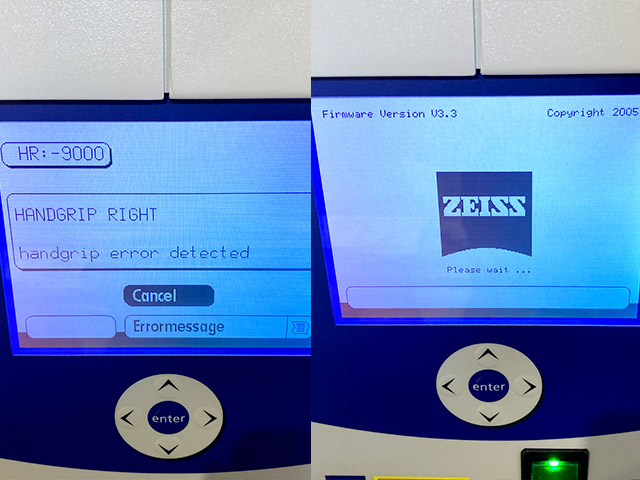 HR:-9000
HANDGRIP RIGHT
handgrip error detected
Cancel
Errormessage
enter
Firmware Version V3.3
Copyright 2005
ZEISS
Please wait ...
enter